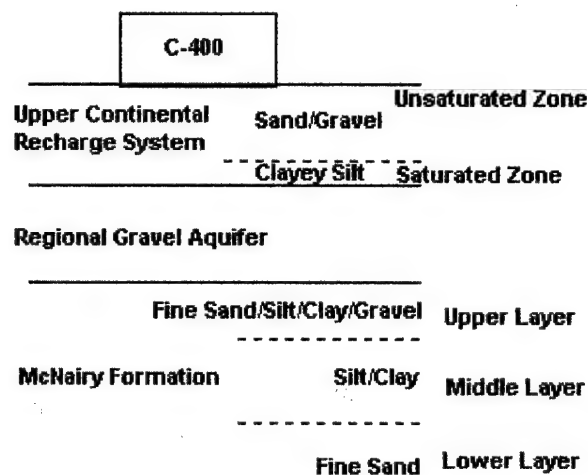 C-400
Unsaturated Zone
Upper Continental
Recharge System
Sand/Gravel
Clayey Silt
Saturated Zone
Regional Gravel Aquifer
Fine Sand/Silt/Clay/Gravel
Upper Layer
McNairy Formation
Silt/Clay
Middle Layer
Fine Sand
Lower Layer